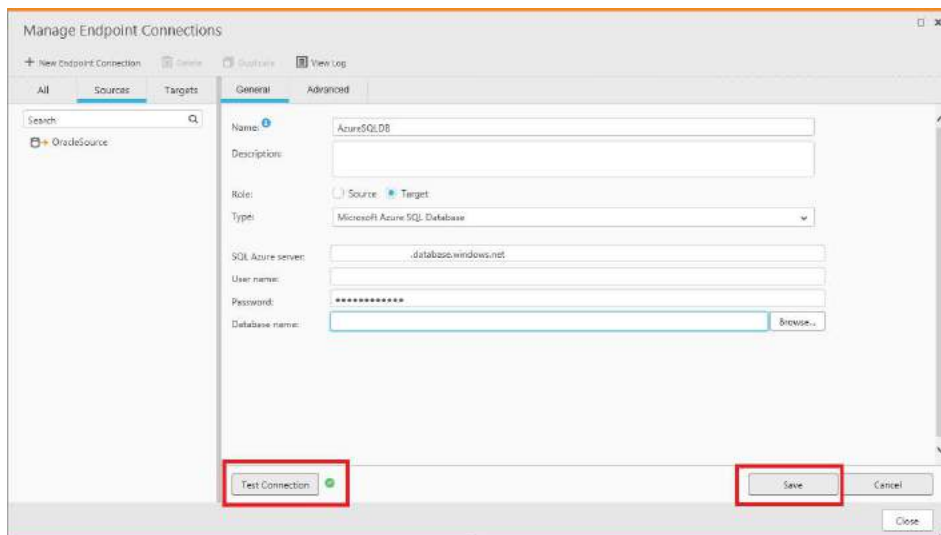 Manage Endpoint Connections
+ New Endpoint Connection Delete Duplicate View Log
All Sources Targets General Advanced
Search
OracleSource
Name: AzureSQLDB
Description:
Role: Source Target
Type: Microsoft Azure SQL Database
SQL Azure server: .database.windows.net
User name:
Password: ••••••••••••
Database name: Browse...
Test Connection Save Cancel
Close